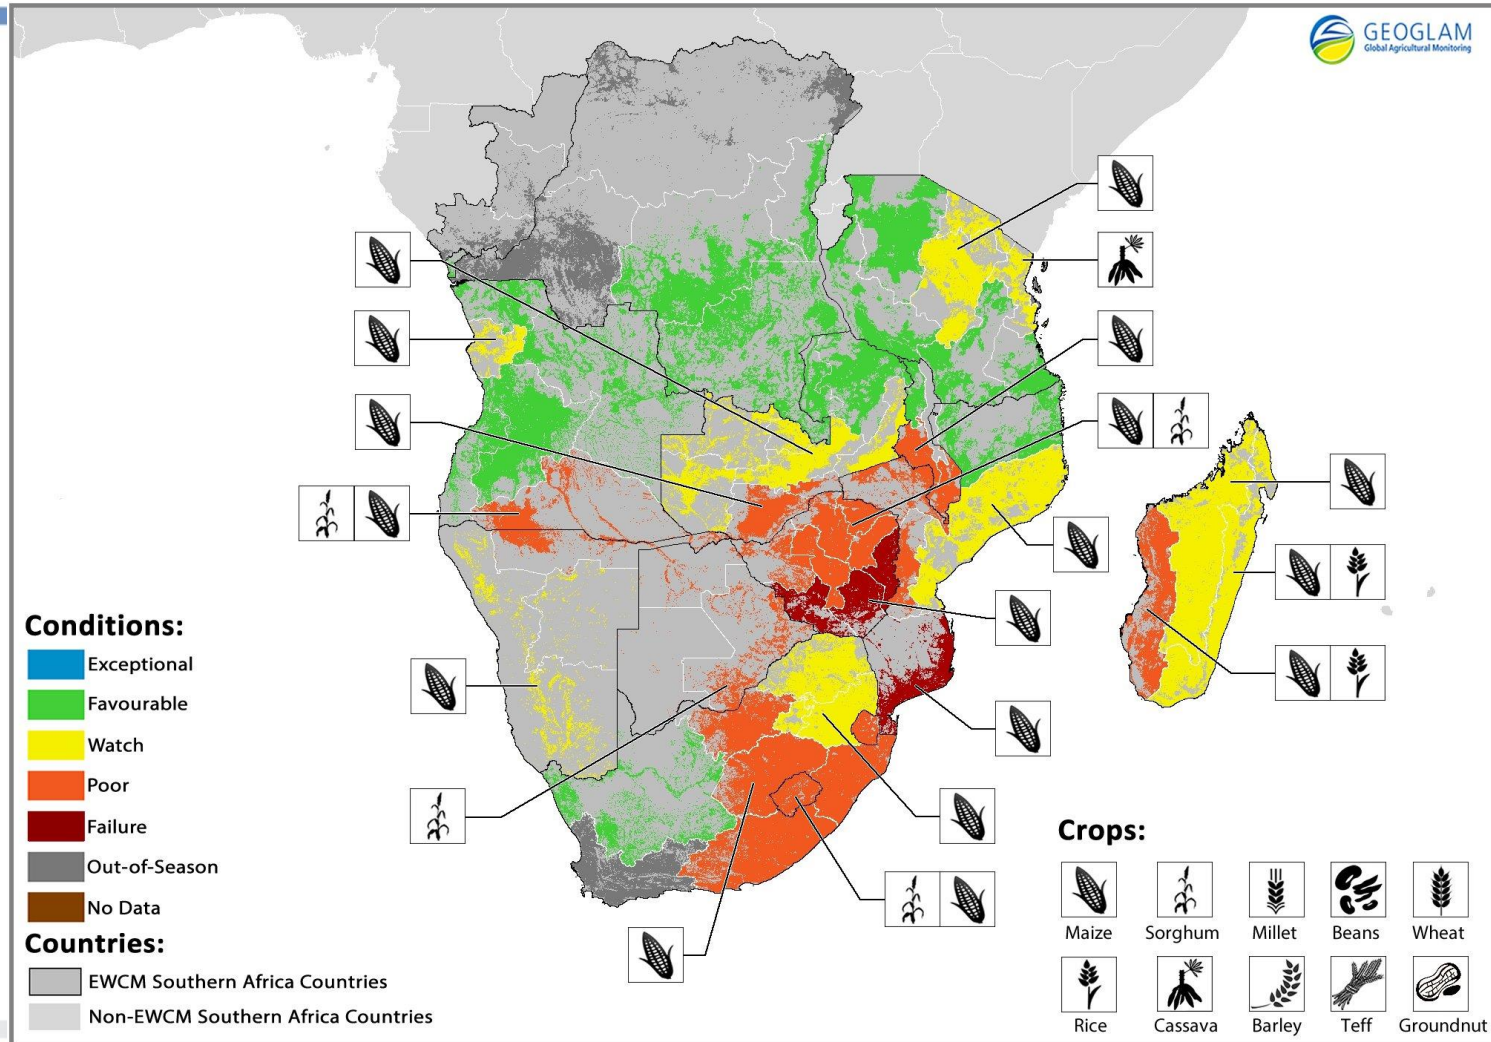 GEOGLAM
Global Agricultural Monitoring
Conditions:
Exceptional
Favourable
Watch
Poor
Failure
Out-of-Season
No Data
Countries:
EWCM Southern Africa Countries
Non-EWCM Southern Africa Countries
Crops:
Maize Sorghum Millet Beans Wheat
Rice Cassava Barley Teff Groundnut